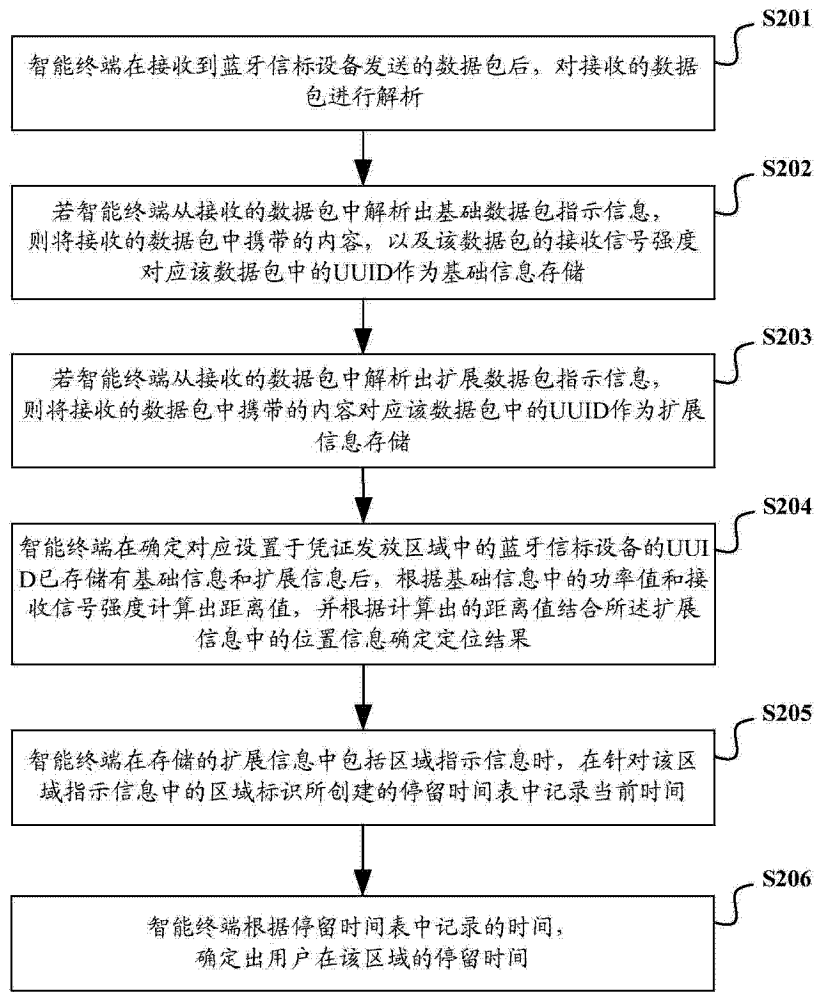 S201
智能终端在接收到蓝牙信标设备发送的数据包后，对接收的数据
包进行解析
S202
若智能终端从接收的数据包中解析出基础数据包指示信息，
则将接收的数据包中携带的内容，以及该数据包的接收信号强度
对应该数据包中的UUID作为基础信息存储
S203
若智能终端从接收的数据包中解析出扩展数据包指示信息，
则将接收的数据包中携带的内容对应该数据包中的UUID作为扩展
信息存储
S204
智能终端在确定对应设置于凭证发放区域中的蓝牙信标设备的UUI
D已存储有基础信息和扩展信息后，根据基础信息中的功率值和接
收信号强度计算出距离值，并根据计算出的距离值结合所述扩展
信息中的位置信息确定定位结果
S205
智能终端在存储的扩展信息中包括区域指示信息时，在针对该区
域指示信息中的区域标识所创建的停留时间表中记录当前时间
S206
智能终端根据停留时间表中记录的时间，
确定出用户在该区域的停留时间